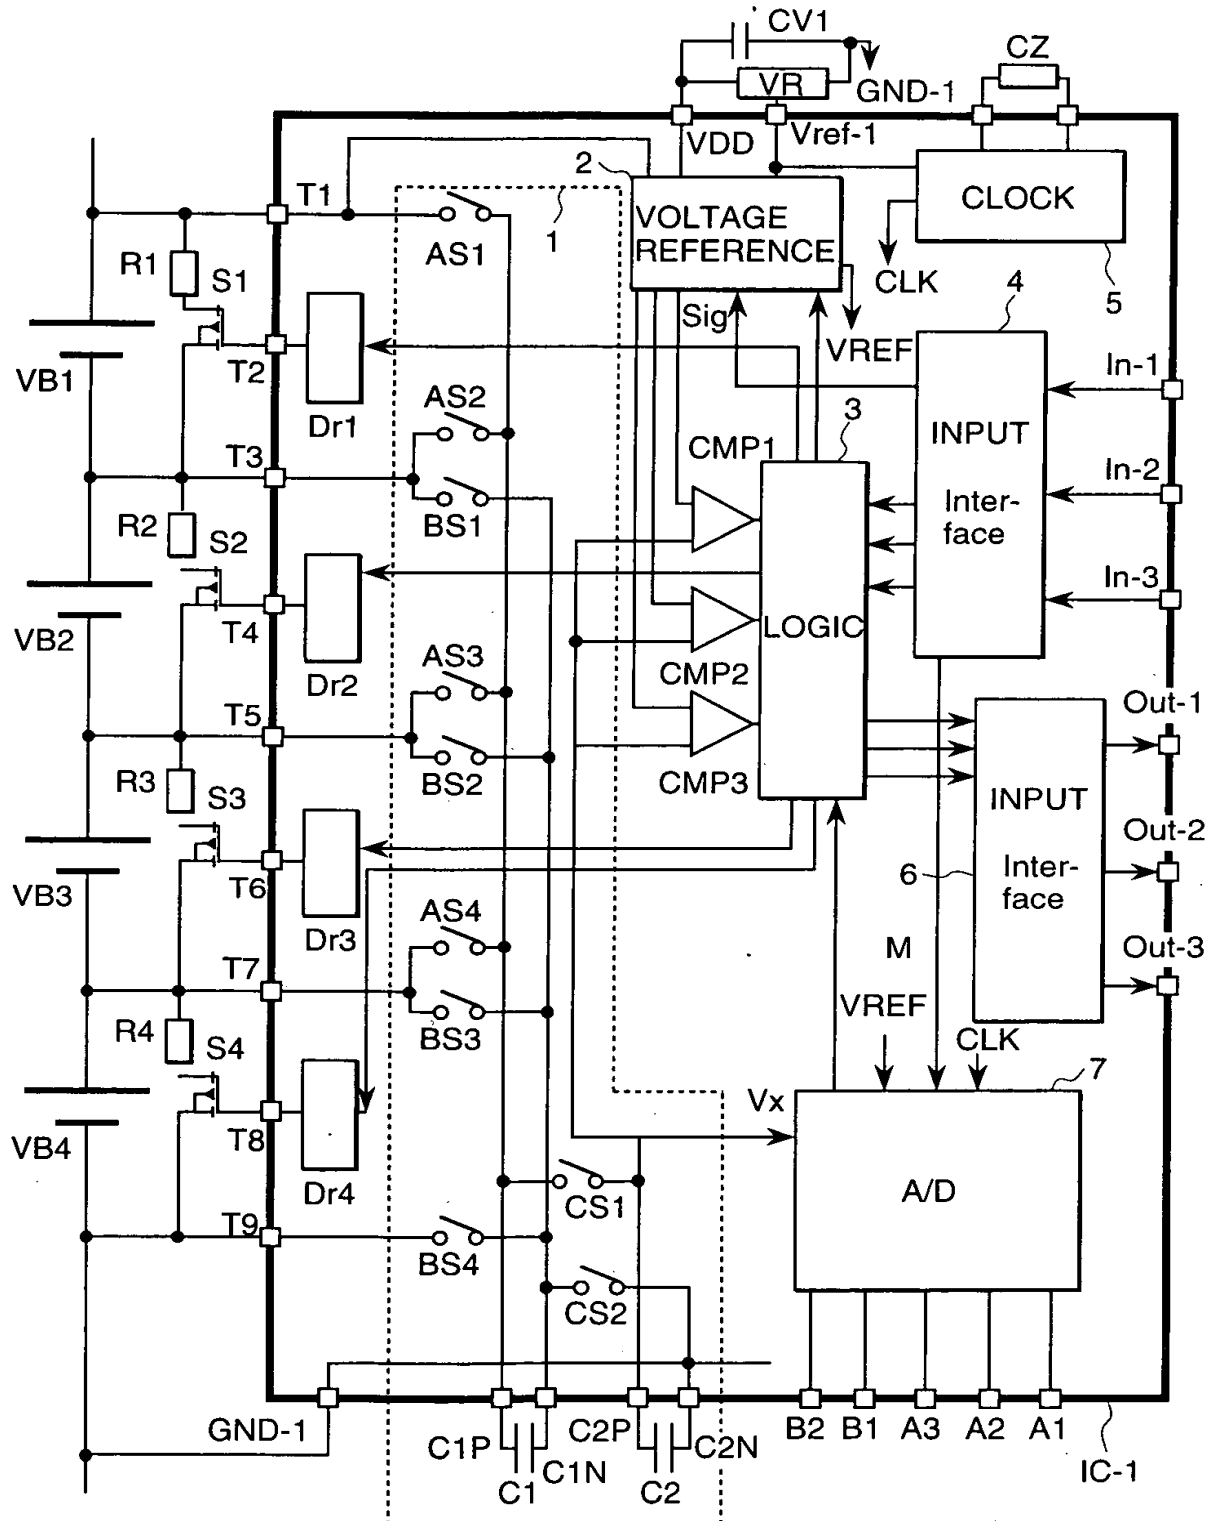 CV1
CZ
VR
GND-1
VDD
Vref-1
2
T1
1
AS1
VOLTAGE
REFERENCE
CLOCK
CLK
5
R1
S1
Sig
4
VREF
VB1
T2
Dr1
In-1
AS2
3
CMP1
INPUT
T3
BS1
In-2
Inter-
face
R2
S2
In-3
LOGIC
VB2
T4
Dr2
AS3
CMP2
T5
Out-1
BS2
CMP3
R3
S3
INPUT
Out-2
VB3
T6
6
Inter-
face
Dr3
AS4
M
Out-3
T7
VREF
BS3
CLK
R4
S4
7
Vx
VB4
T8
Dr4
CS1
A/D
T9
BS4
CS2
GND-1
C1P
C1N
C1
C2P
C2N
C2
B2
B1
A3
A2
A1
IC-1